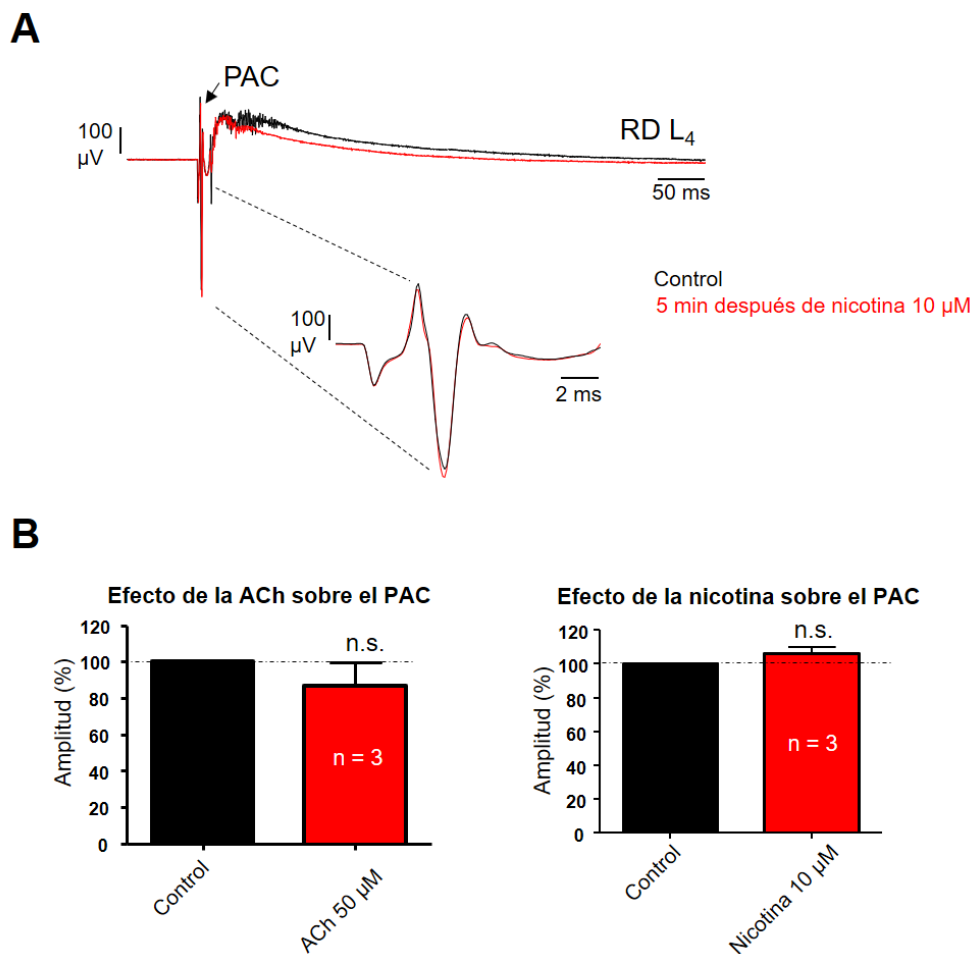 A
PAC
100
µV
RD L4
50 ms
Control
5 min después de nicotina 10 µM
100
µV
2 ms
B
Efecto de la ACh sobre el PAC
Amplitud (%)
120
100
80
60
40
20
0
n.s.
n = 3
Control
ACh 50 µM
Efecto de la nicotina sobre el PAC
Amplitud (%)
120
100
80
60
40
20
0
n.s.
n = 3
Control
Nicotina 10 µM